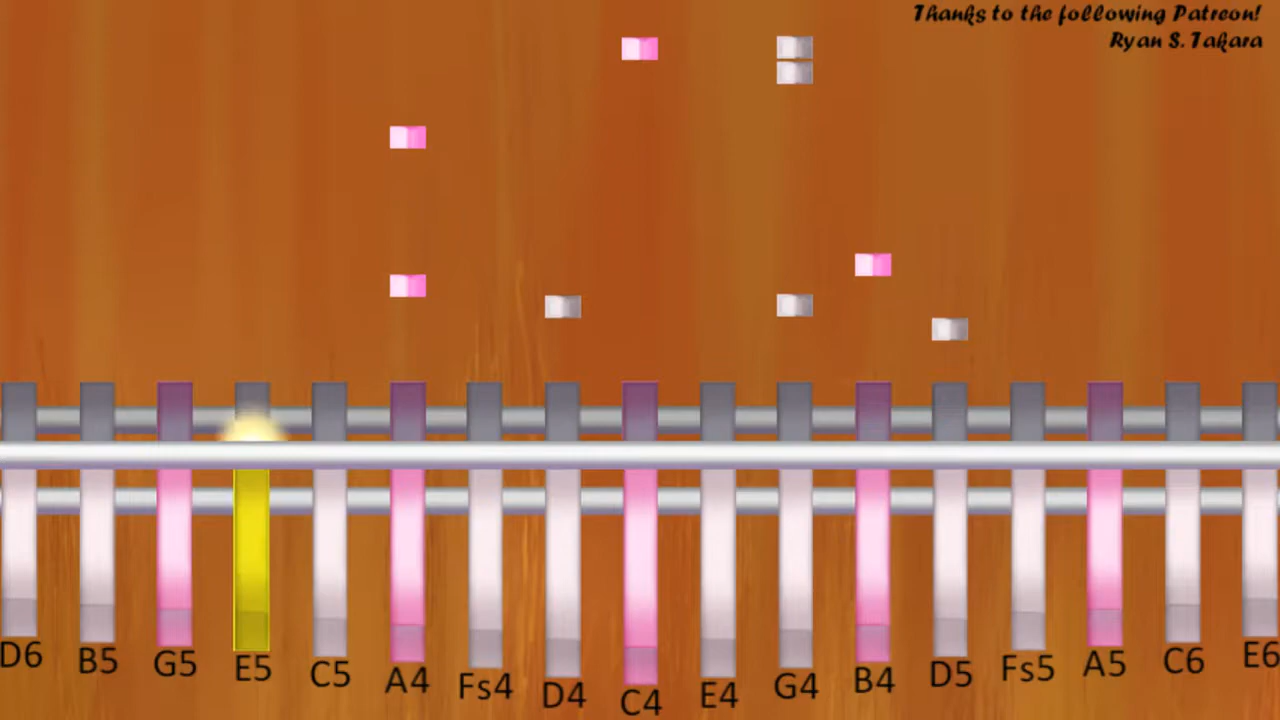 Thanks to the following Patreon!
Ryan S. Takara
D6 B5 G5 E5 C5 A4 Fs4 D4 C4 E4 G4 B4 D5 Fs5 A5 C6 E6